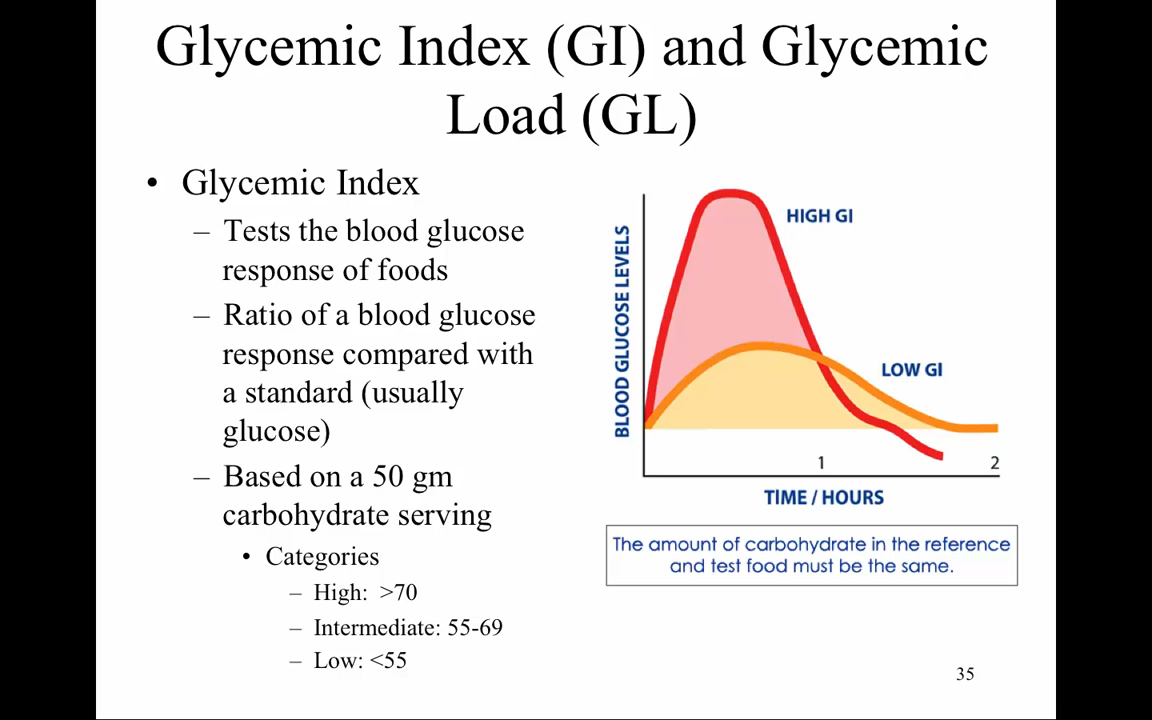 Glycemic Index (GI) and Glycemic
Load (GL)
• Glycemic Index
– Tests the blood glucose
response of foods
– Ratio of a blood glucose
response compared with
a standard (usually
glucose)
– Based on a 50 gm
carbohydrate serving
• Categories
– High: >70
– Intermediate: 55-69
– Low: <55
BLOOD GLUCOSE LEVELS
HIGH GI
LOW GI
1
2
TIME / HOURS
The amount of carbohydrate in the reference
and test food must be the same.
35